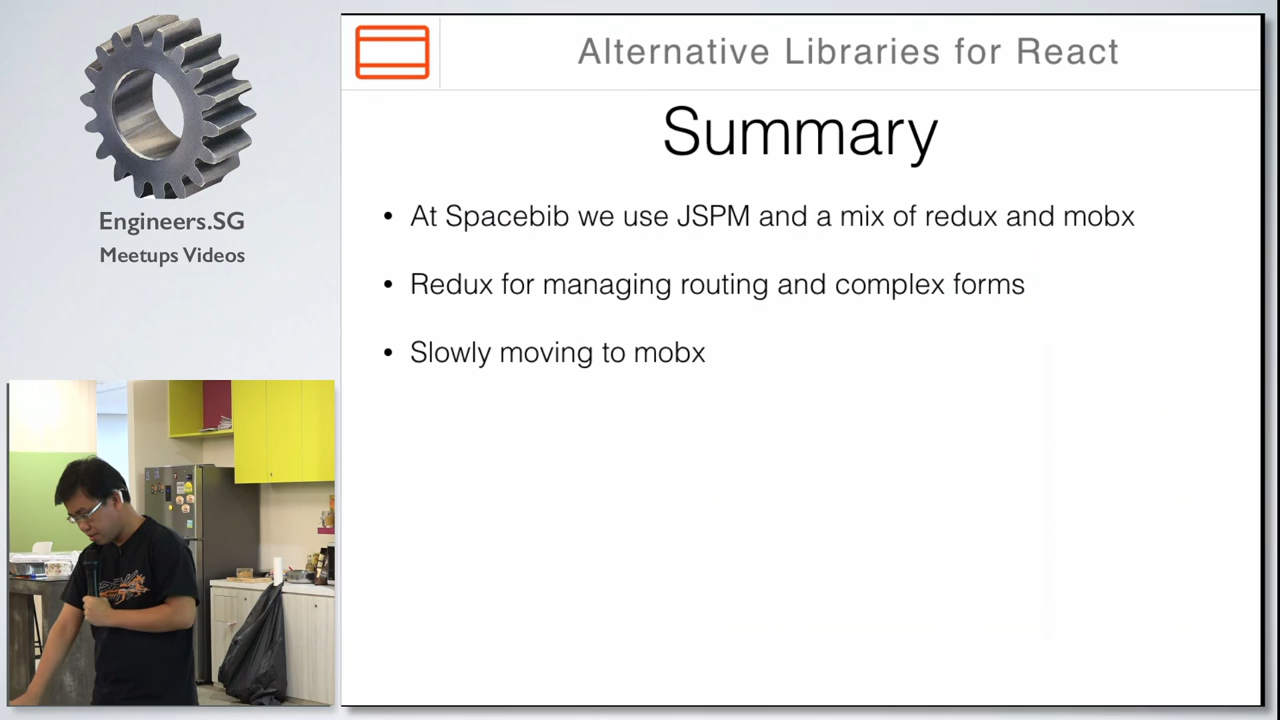 Engineers.SG
Meetups Videos
Alternative Libraries for React
Summary
• At Spacebib we use JSPM and a mix of redux and mobx
• Redux for managing routing and complex forms
• Slowly moving to mobx